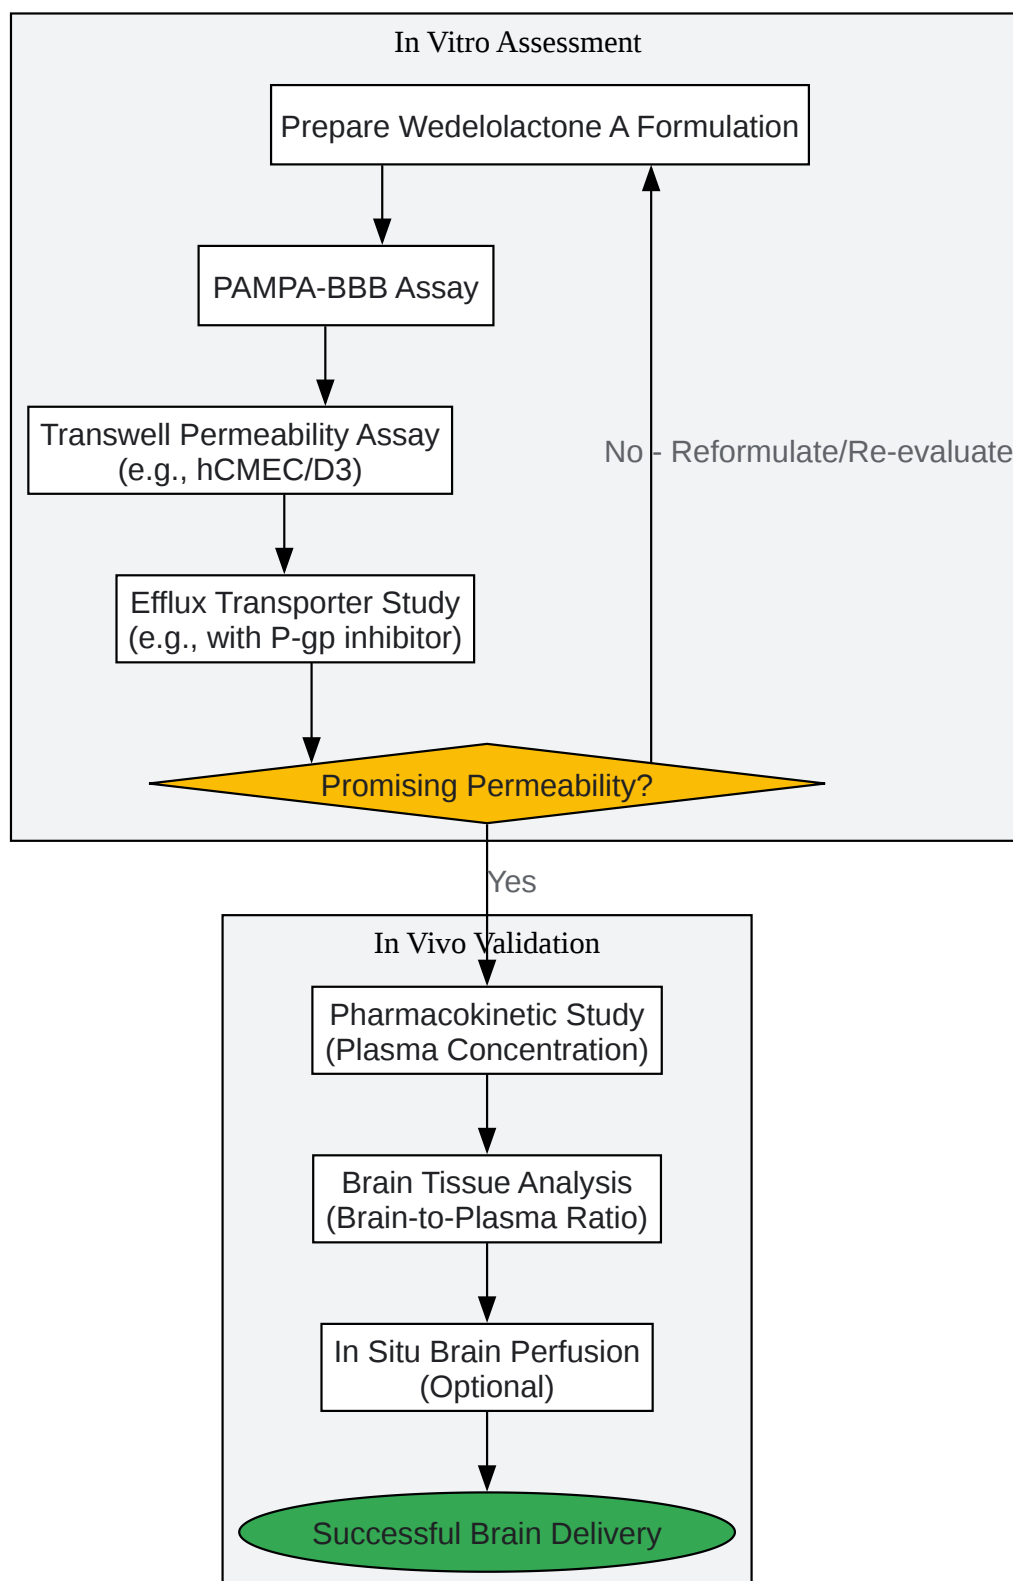 In Vitro Assessment
Prepare Wedelolactone A Formulation
PAMPA-BBB Assay
Transwell Permeability Assay
(e.g., hCMEC/D3)
No - Reformulate/Re-evaluate
Efflux Transporter Study
(e.g., with P-gp inhibitor)
Promising Permeability?
Yes
In Vivo Validation
Pharmacokinetic Study
(Plasma Concentration)
Brain Tissue Analysis
(Brain-to-Plasma Ratio)
In Situ Brain Perfusion
(Optional)
Successful Brain Delivery